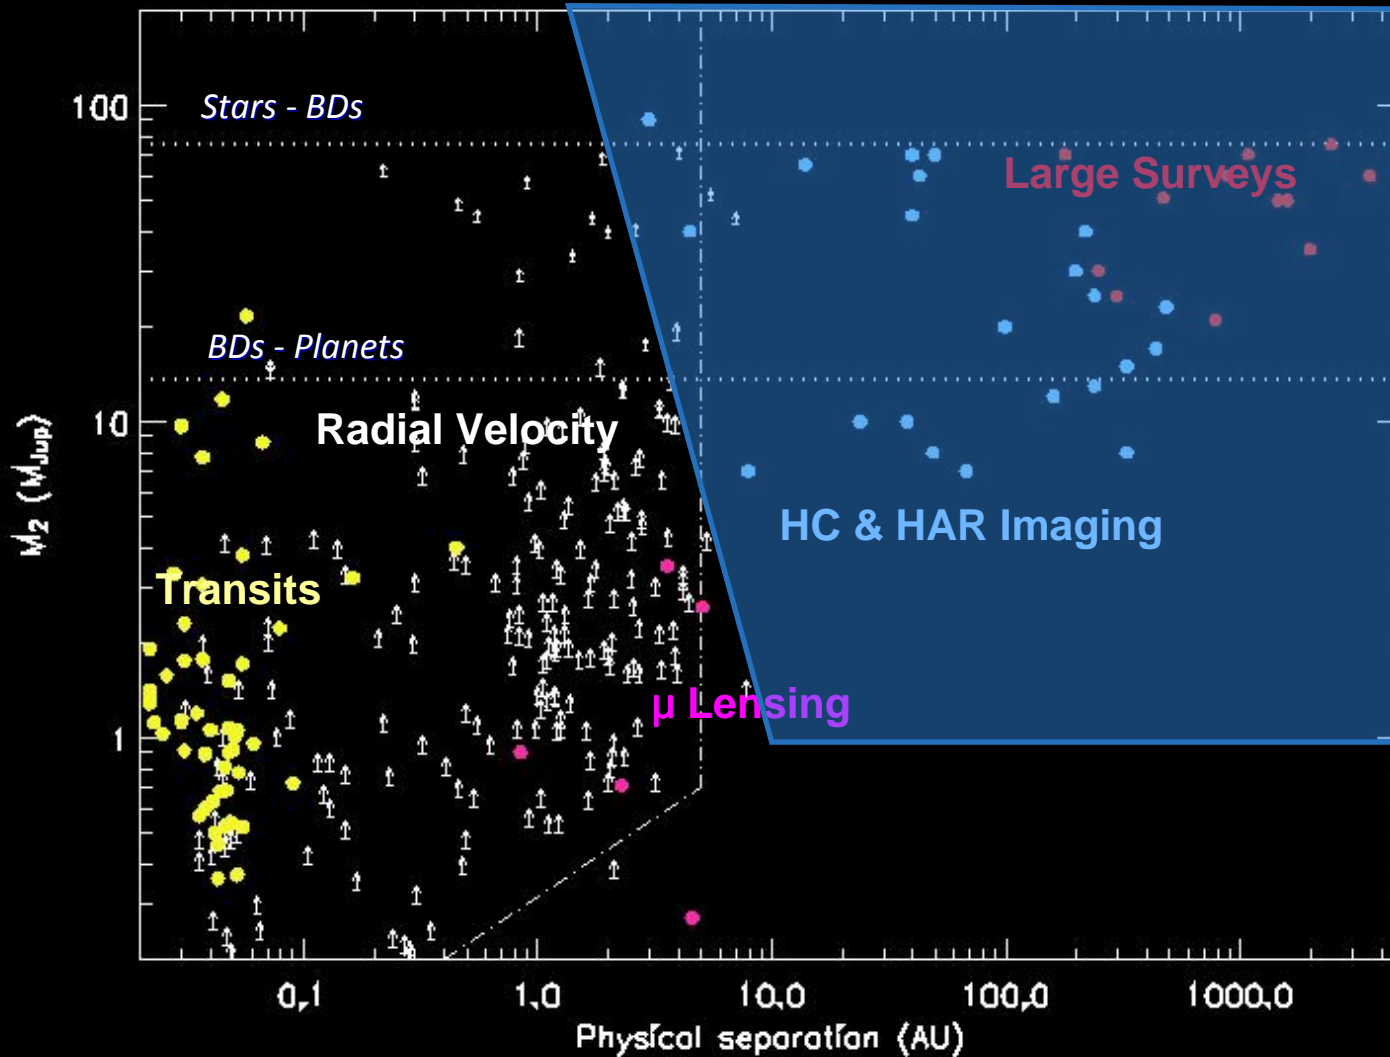 100
Stars - BDs
Large Surveys
BDs - Planets
10
Radial Velocity
M2 (MJup)
HC & HAR Imaging
Transits
μ Lensing
1
0.1
1.0
10.0
100.0
1000.0
Physical separation (AU)